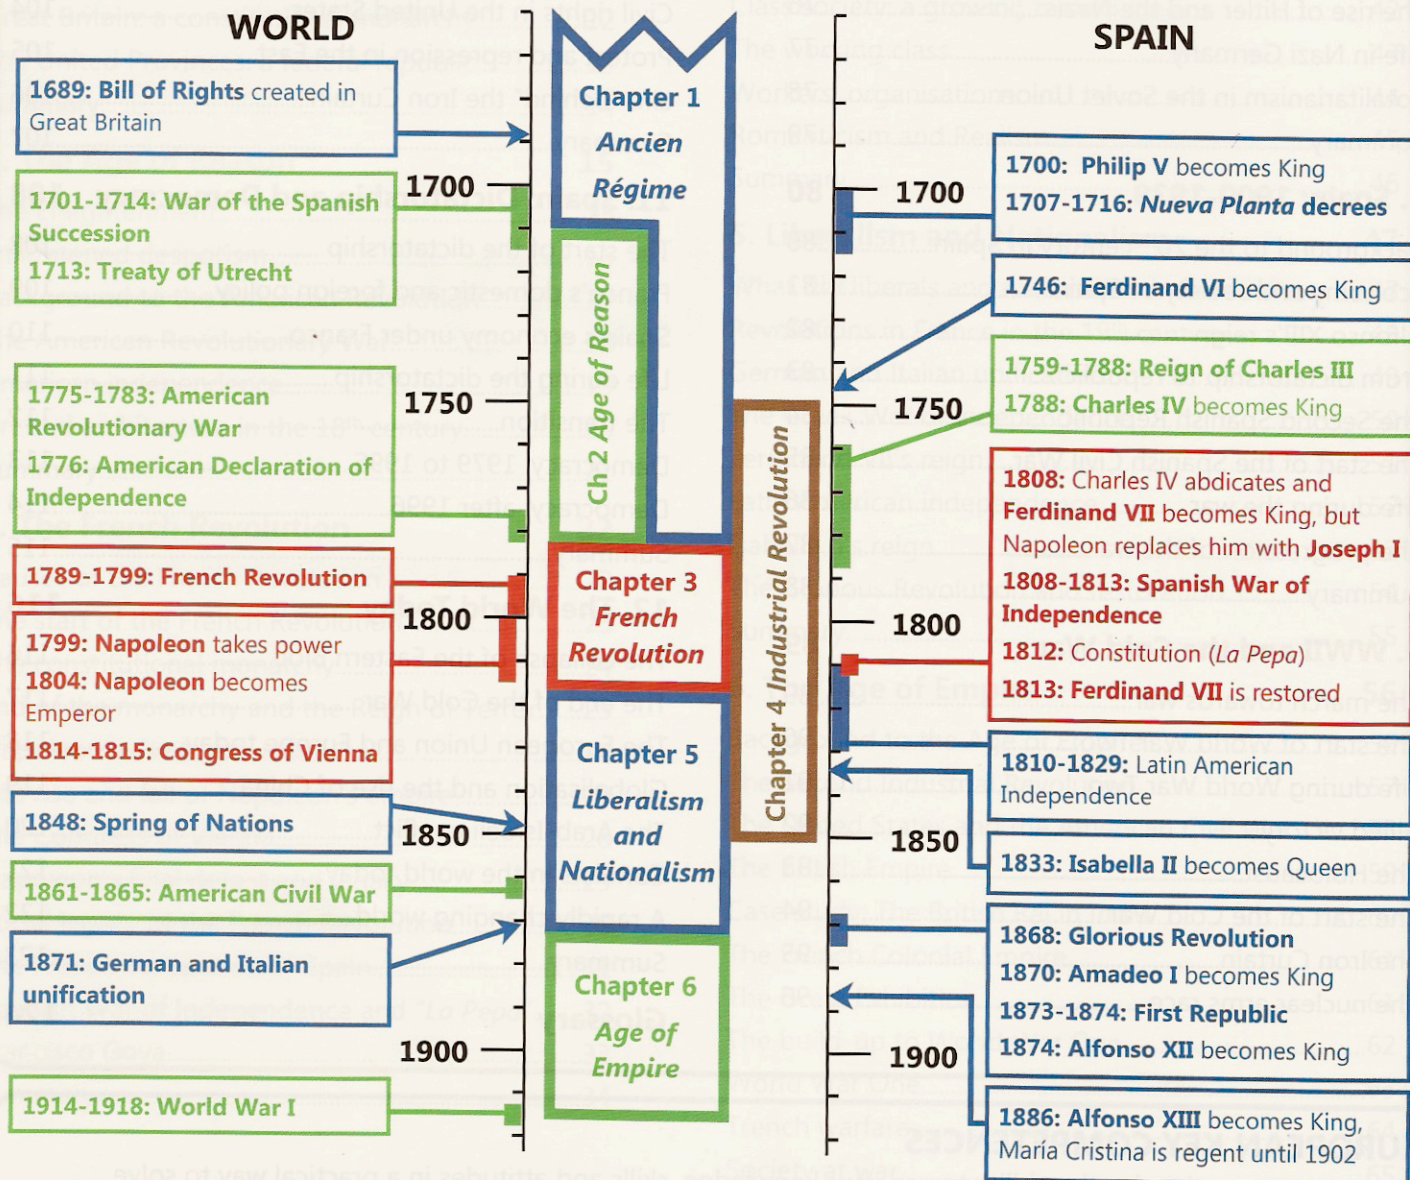 WORLD
1689: Bill of Rights created in
Great Britain
1700
1701-1714: War of the Spanish
Succession
1713: Treaty of Utrecht
1775-1783: American
Revolutionary War
1776: American Declaration of
Independence
1750
1789-1799: French Revolution
1800
1799: Napoleon takes power
1804: Napoleon becomes
Emperor
1814-1815: Congress of Vienna
1848: Spring of Nations
1850
1861-1865: American Civil War
1871: German and Italian
unification
1900
1914-1918: World War I
Chapter 1
Ancien
Régime
Ch 2 Age of Reason
Chapter 3
French
Revolution
Chapter 4 Industrial Revolution
Chapter 5
Liberalism
and
Nationalism
Chapter 6
Age of
Empire
SPAIN
1700
1700: Philip V becomes King
1707-1716: Nueva Planta decrees
1746: Ferdinand VI becomes King
1750
1759-1788: Reign of Charles III
1788: Charles IV becomes King
1808: Charles IV abdicates and
Ferdinand VII becomes King, but
Napoleon replaces him with Joseph I
1808-1813: Spanish War of
Independence
1800
1812: Constitution (La Pepa)
1813: Ferdinand VII is restored
1810-1829: Latin American
Independence
1850
1833: Isabella II becomes Queen
1868: Glorious Revolution
1870: Amadeo I becomes King
1873-1874: First Republic
1874: Alfonso XII becomes King
1900
1886: Alfonso XIII becomes King,
María Cristina is regent until 1902